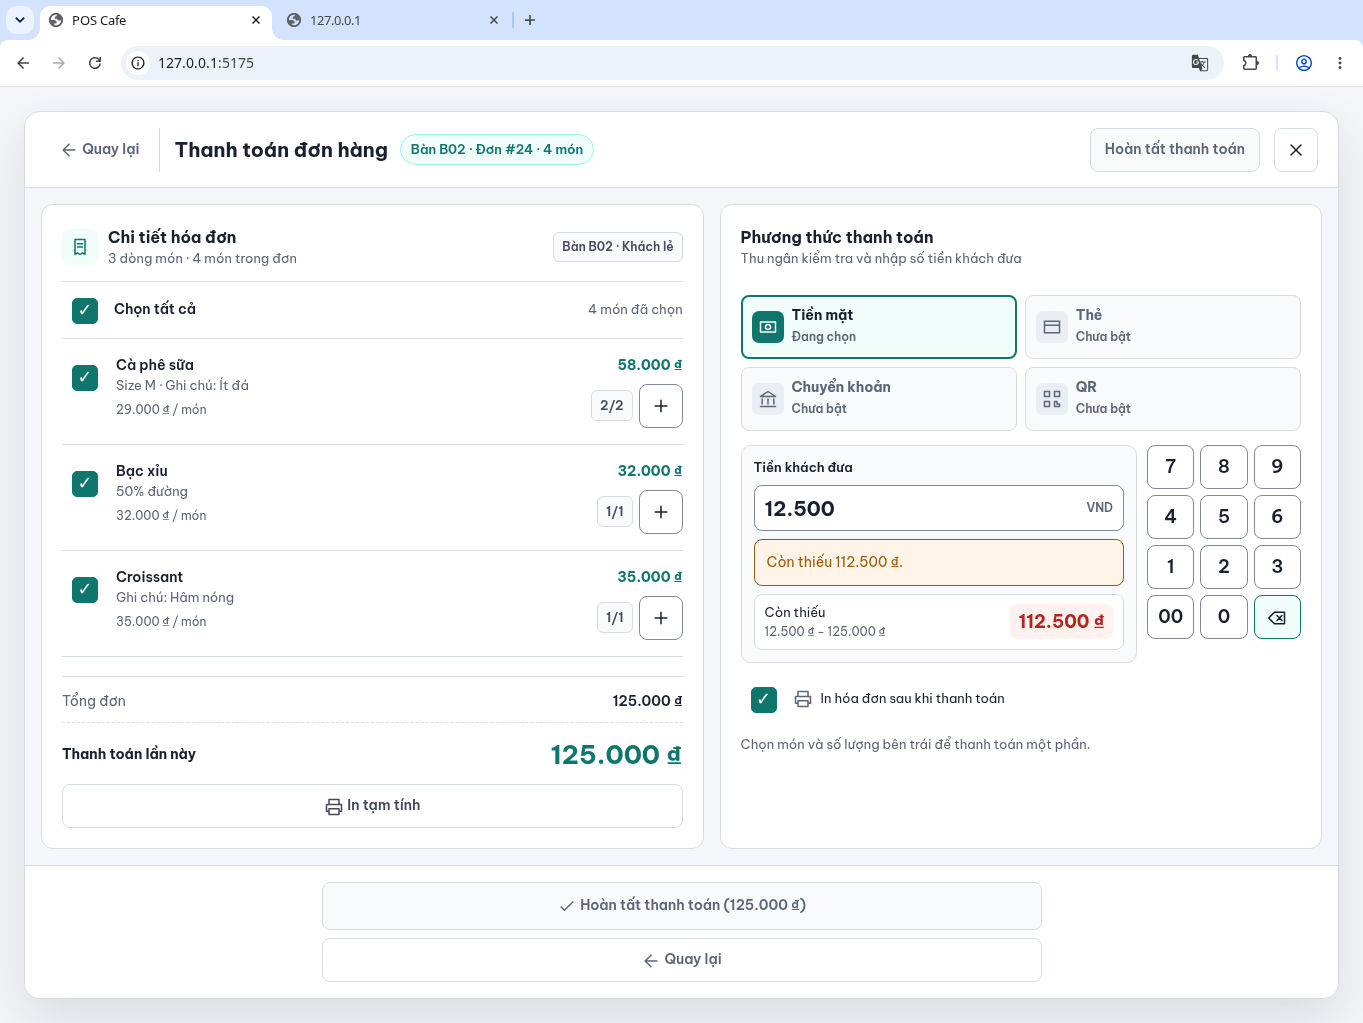 POS Cafe
127.0.0.1
127.0.0.1:5175
Quay lại
Thanh toán đơn hàng
Bàn B02 · Đơn #24 · 4 món
Hoàn tất thanh toán
Chi tiết hóa đơn
3 dòng món · 4 món trong đơn
Bàn B02 · Khách lẻ
Chọn tất cả
4 món đã chọn
Cà phê sữa
58.000 ₫
Size M · Ghi chú: Ít đá
29.000 ₫ / món
2/2
Bạc xỉu
32.000 ₫
50% đường
32.000 ₫ / món
1/1
Croissant
35.000 ₫
Ghi chú: Hâm nóng
35.000 ₫ / món
1/1
Tổng đơn
125.000 ₫
Thanh toán lần này
125.000 ₫
In tạm tính
Phương thức thanh toán
Thu ngân kiểm tra và nhập số tiền khách đưa
Tiền mặt
Đang chọn
Thẻ
Chưa bật
Chuyển khoản
Chưa bật
QR
Chưa bật
Tiền khách đưa
12.500
VND
Còn thiếu 112.500 ₫.
Còn thiếu
12.500 ₫ - 125.000 ₫
112.500 ₫
7 8 9
4 5 6
1 2 3
00 0
In hóa đơn sau khi thanh toán
Chọn món và số lượng bên trái để thanh toán một phần.
Hoàn tất thanh toán (125.000 ₫)
Quay lại